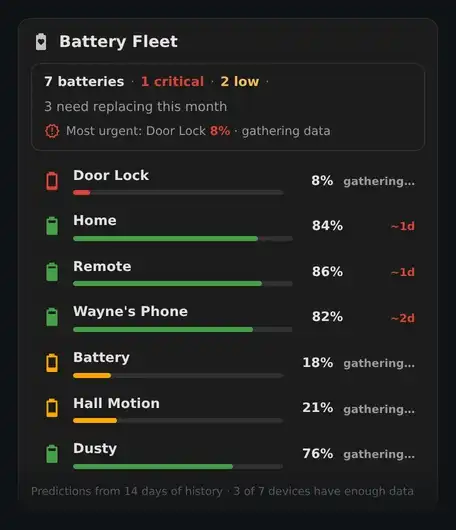 Battery Fleet
7 batteries · 1 critical · 2 low ·
3 need replacing this month
Most urgent: Door Lock 8% · gathering data
Door Lock 8% gathering...
Home 84% ~1d
Remote 86% ~1d
Wayne's Phone 82% ~2d
Battery 18% gathering...
Hall Motion 21% gathering...
Dusty 76% gathering...
Predictions from 14 days of history · 3 of 7 devices have enough data